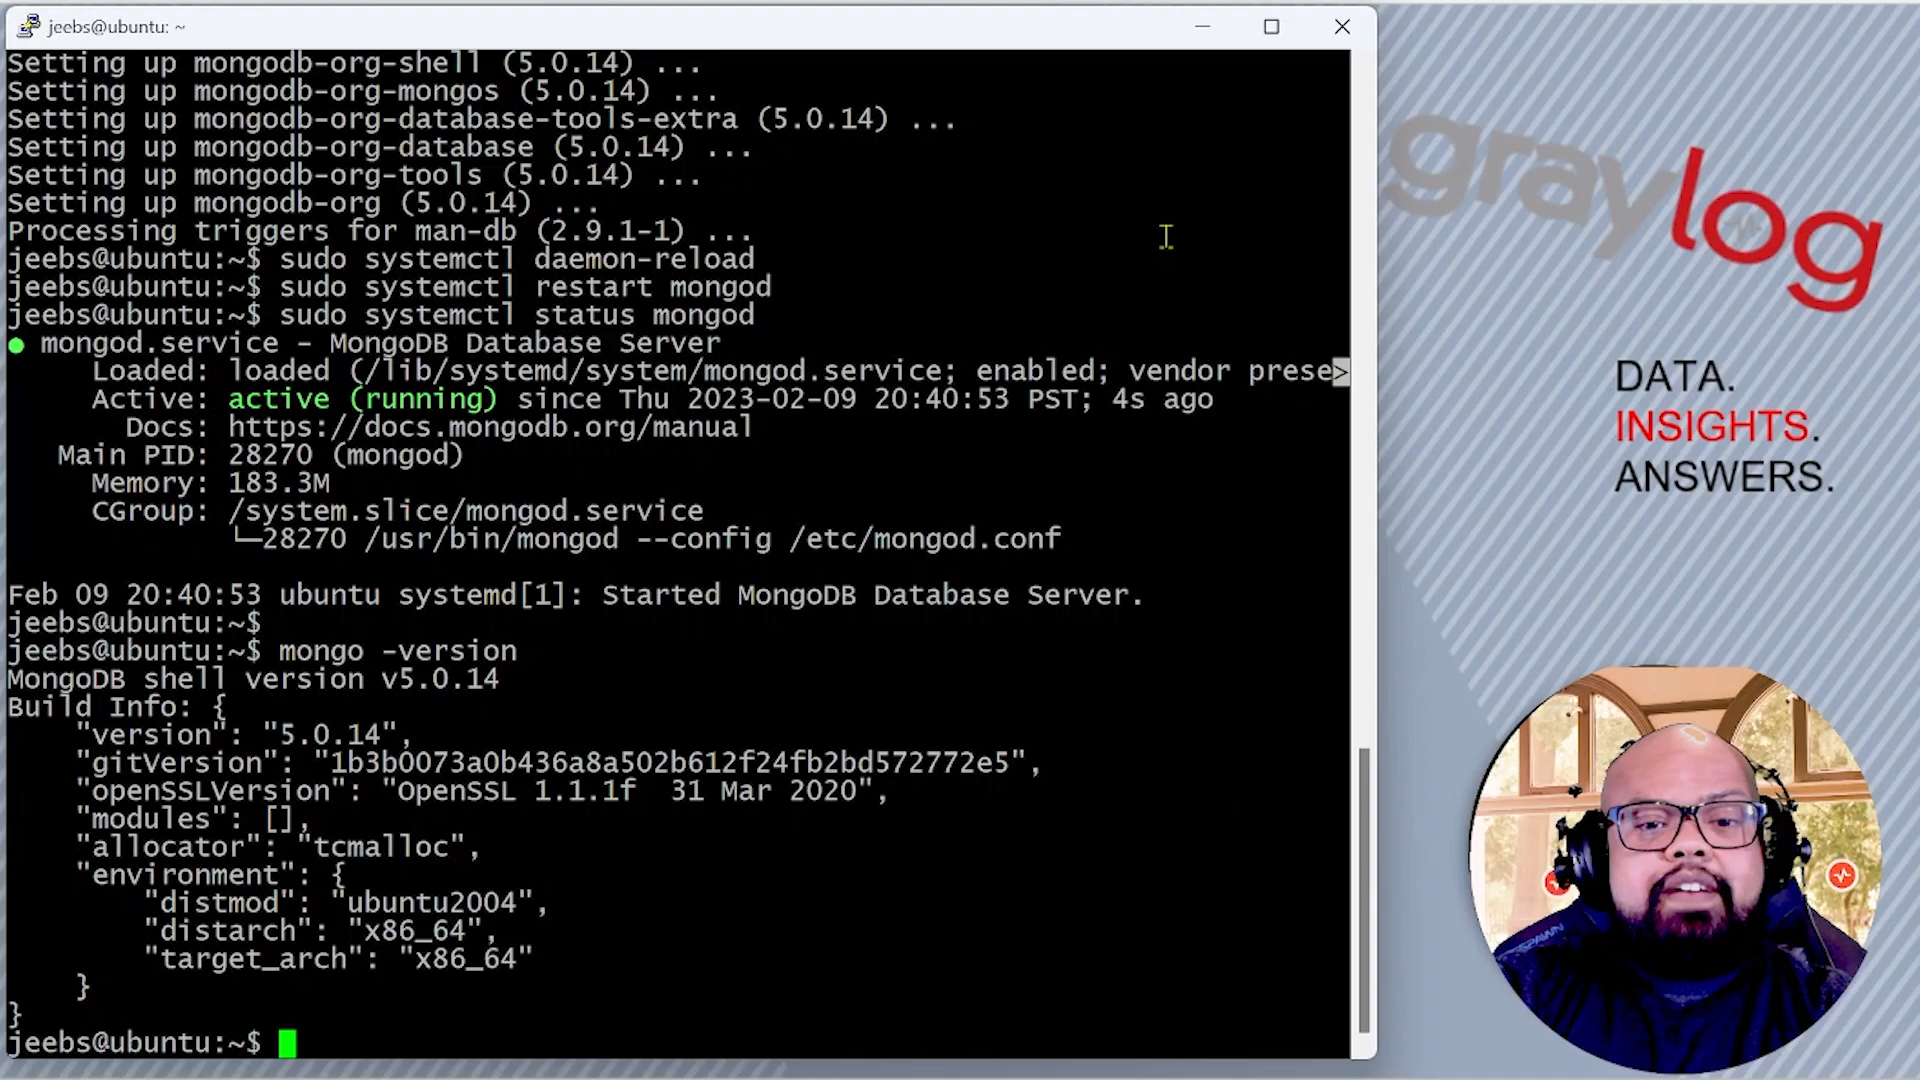 jeebs@ubuntu: ~
Setting up mongodb-org-shell (5.0.14) ...
Setting up mongodb-org-mongos (5.0.14) ...
Setting up mongodb-org-database-tools-extra (5.0.14) ...
Setting up mongodb-org-database (5.0.14) ...
Setting up mongodb-org-tools (5.0.14) ...
Setting up mongodb-org (5.0.14) ...
Processing triggers for man-db (2.9.1-1) ...
jeebs@ubuntu:~$ sudo systemctl daemon-reload
jeebs@ubuntu:~$ sudo systemctl restart mongod
jeebs@ubuntu:~$ sudo systemctl status mongod
● mongod.service - MongoDB Database Server
Loaded: loaded (/lib/systemd/system/mongod.service; enabled; vendor prese>
Active: active (running) since Thu 2023-02-09 20:40:53 PST; 4s ago
Docs: https://docs.mongodb.org/manual
Main PID: 28270 (mongod)
Memory: 183.3M
CGroup: /system.slice/mongod.service
└─28270 /usr/bin/mongod --config /etc/mongod.conf
Feb 09 20:40:53 ubuntu systemd[1]: Started MongoDB Database Server.
jeebs@ubuntu:~$
jeebs@ubuntu:~$ mongo -version
MongoDB shell version v5.0.14
Build Info: {
"version": "5.0.14",
"gitVersion": "1b3b0073a0b436a8a502b612f24fb2bd572772e5",
"openSSLVersion": "OpenSSL 1.1.1f  31 Mar 2020",
"modules": [],
"allocator": "tcmalloc",
"environment": {
"distmod": "ubuntu2004",
"distarch": "x86_64",
"target_arch": "x86_64"
}
}
jeebs@ubuntu:~$
graylog
DATA.
INSIGHTS.
ANSWERS.